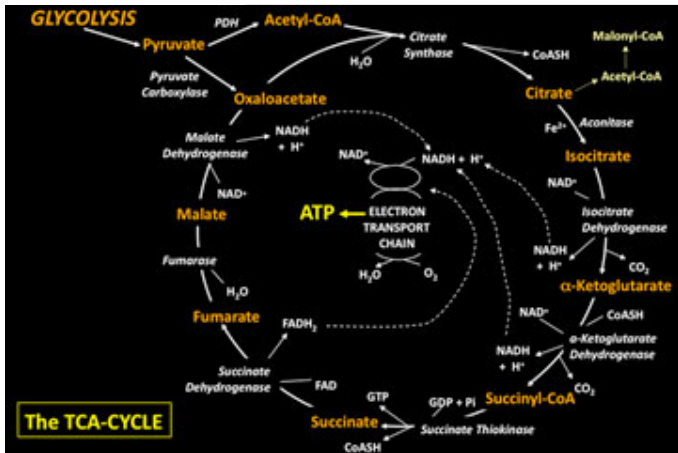 GLYCOLYSIS
PDH
Acetyl-CoA
Pyruvate
Citrate
Synthase
H₂O
CoASH
Malonyl-CoA
Acetyl-CoA
Pyruvate
Carboxylase
Oxaloacetate
Citrate
Fe²⁺
Aconitase
Isocitrate
Malate
Dehydrogenase
NADH
+ H⁺
NAD⁺
NADH + H⁺
NAD⁺
NAD⁺
Isocitrate
Dehydrogenase
Malate
ATP
ELECTRON
TRANSPORT
CHAIN
NADH
+ H⁺
CO₂
Fumarase
H₂O
H₂O
O₂
α-Ketoglutarate
Fumarate
FADH₂
NAD⁺
CoASH
α-Ketoglutarate
Dehydrogenase
NADH
+ H⁺
CO₂
Succinate
Dehydrogenase
FAD
GTP
GDP + Pi
Succinyl-CoA
The TCA-CYCLE
Succinate
Succinate Thiokinase
CoASH